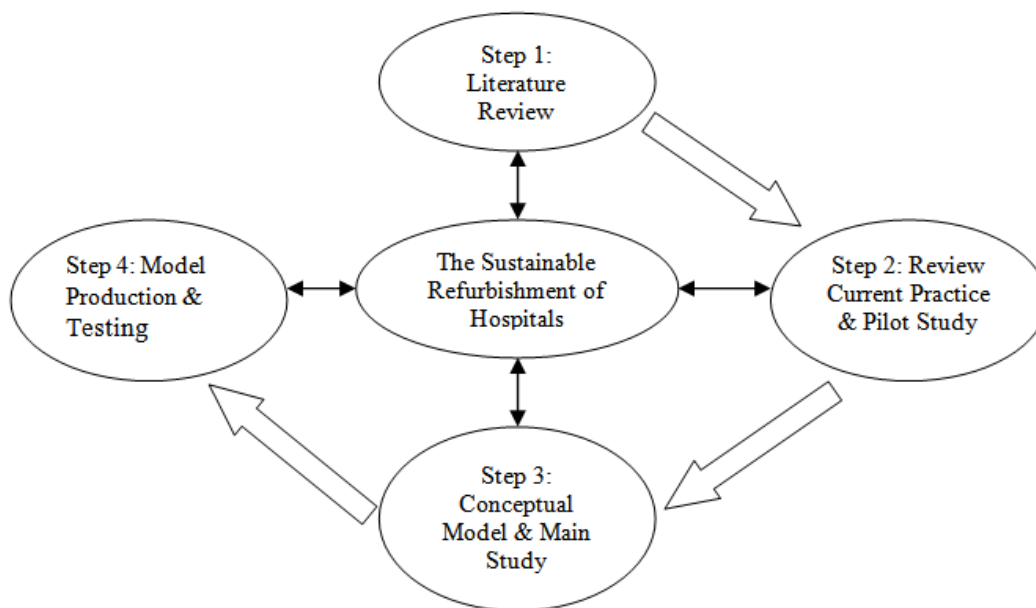 Step 1:
Literature
Review
Step 4: Model
Production &
Testing
The Sustainable
Refurbishment of
Hospitals
Step 2: Review
Current Practice
& Pilot Study
Step 3:
Conceptual
Model & Main
Study